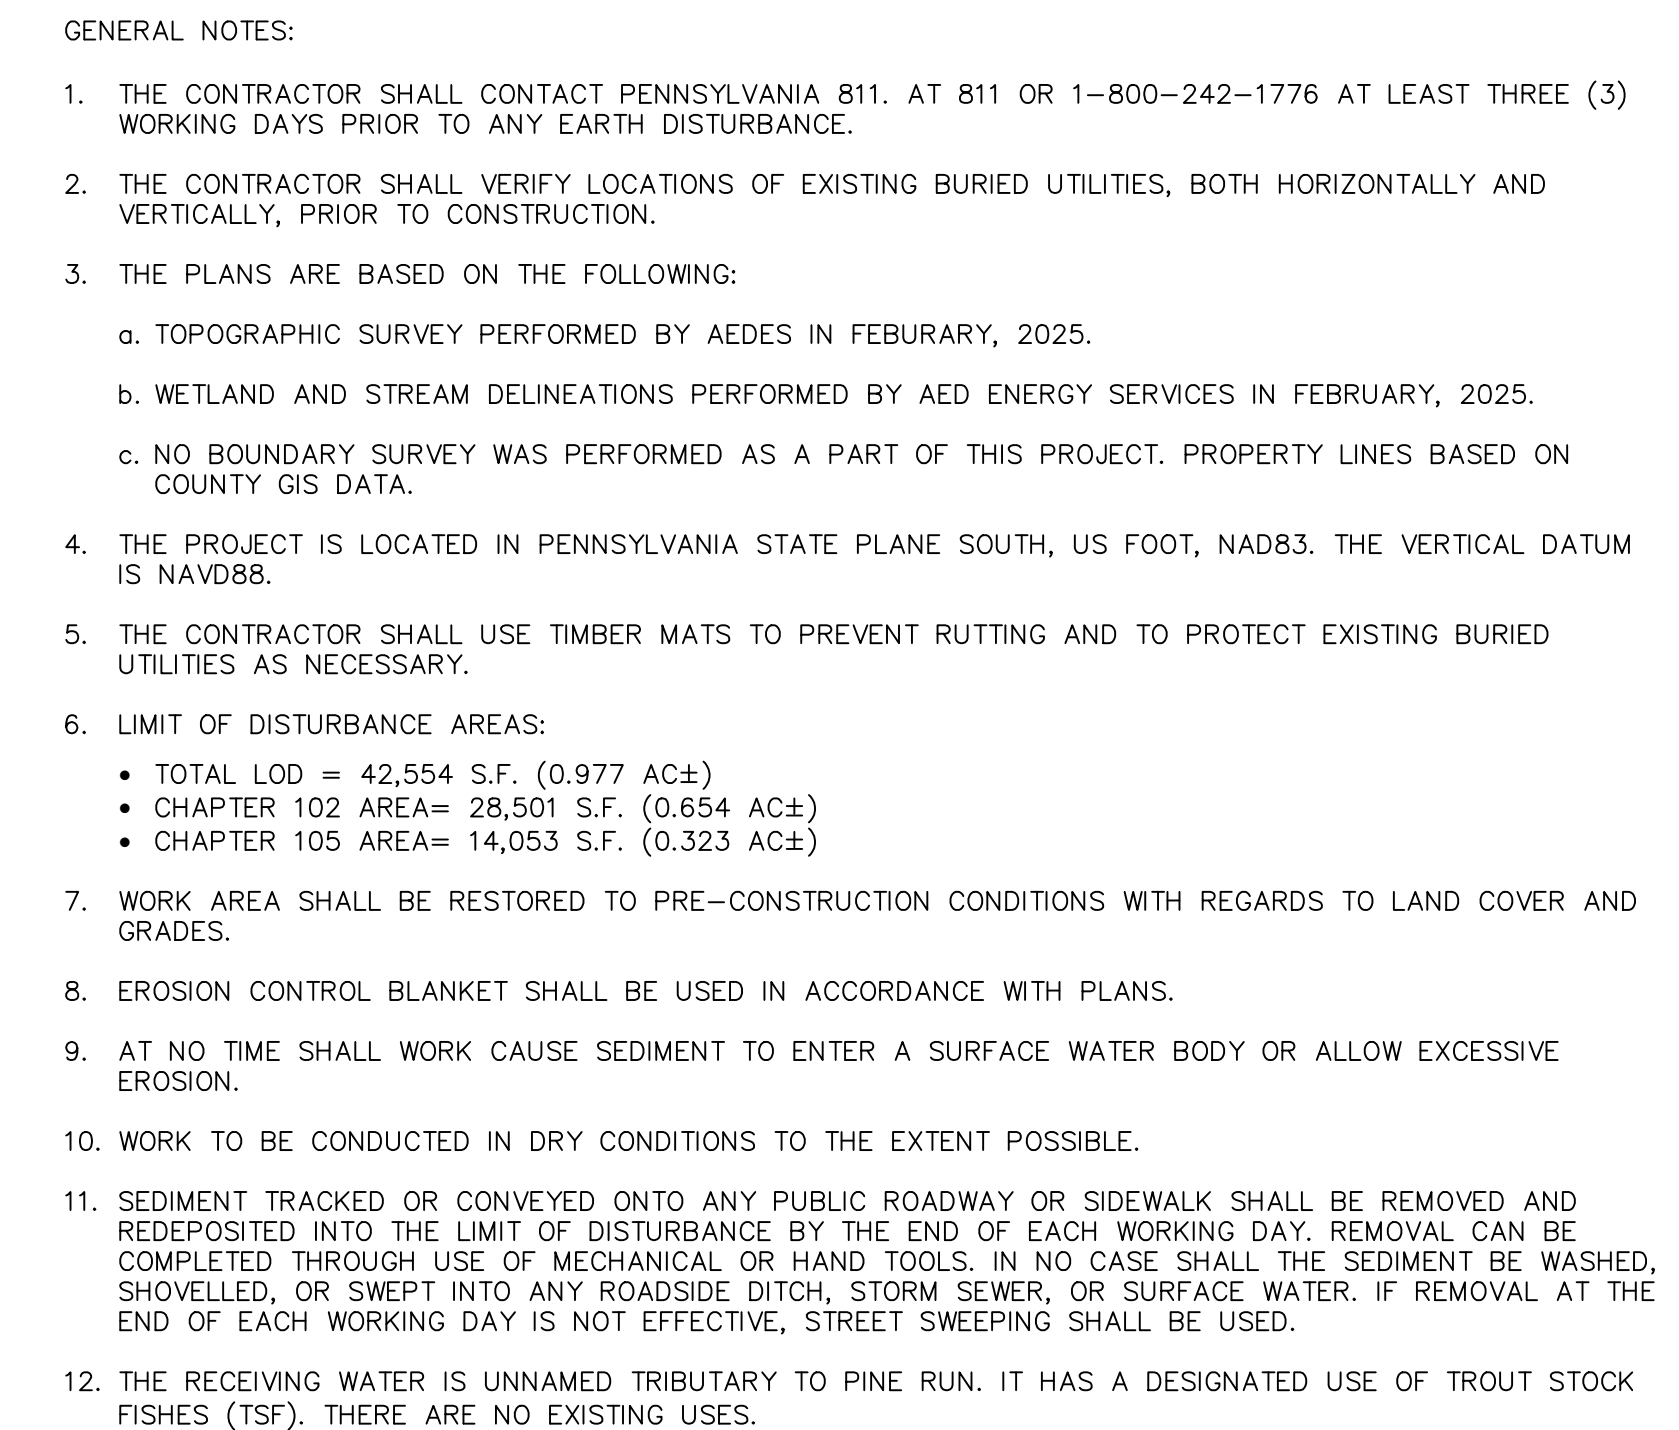 GENERAL NOTES:
1. THE CONTRACTOR SHALL CONTACT PENNSYLVANIA 811. AT 811 OR 1-800-242-1776 AT LEAST THREE (3)
WORKING DAYS PRIOR TO ANY EARTH DISTURBANCE.
2. THE CONTRACTOR SHALL VERIFY LOCATIONS OF EXISTING BURIED UTILITIES, BOTH HORIZONTALLY AND
VERTICALLY, PRIOR TO CONSTRUCTION.
3. THE PLANS ARE BASED ON THE FOLLOWING:
a. TOPOGRAPHIC SURVEY PERFORMED BY AEDES IN FEBURARY, 2025.
b. WETLAND AND STREAM DELINEATIONS PERFORMED BY AED ENERGY SERVICES IN FEBRUARY, 2025.
c. NO BOUNDARY SURVEY WAS PERFORMED AS A PART OF THIS PROJECT. PROPERTY LINES BASED ON
COUNTY GIS DATA.
4. THE PROJECT IS LOCATED IN PENNSYLVANIA STATE PLANE SOUTH, US FOOT, NAD83. THE VERTICAL DATUM
IS NAVD88.
5. THE CONTRACTOR SHALL USE TIMBER MATS TO PREVENT RUTTING AND TO PROTECT EXISTING BURIED
UTILITIES AS NECESSARY.
6. LIMIT OF DISTURBANCE AREAS:
• TOTAL LOD = 42,554 S.F. (0.977 AC±)
• CHAPTER 102 AREA= 28,501 S.F. (0.654 AC±)
• CHAPTER 105 AREA= 14,053 S.F. (0.323 AC±)
7. WORK AREA SHALL BE RESTORED TO PRE-CONSTRUCTION CONDITIONS WITH REGARDS TO LAND COVER AND
GRADES.
8. EROSION CONTROL BLANKET SHALL BE USED IN ACCORDANCE WITH PLANS.
9. AT NO TIME SHALL WORK CAUSE SEDIMENT TO ENTER A SURFACE WATER BODY OR ALLOW EXCESSIVE
EROSION.
10. WORK TO BE CONDUCTED IN DRY CONDITIONS TO THE EXTENT POSSIBLE.
11. SEDIMENT TRACKED OR CONVEYED ONTO ANY PUBLIC ROADWAY OR SIDEWALK SHALL BE REMOVED AND
REDEPOSITED INTO THE LIMIT OF DISTURBANCE BY THE END OF EACH WORKING DAY. REMOVAL CAN BE
COMPLETED THROUGH USE OF MECHANICAL OR HAND TOOLS. IN NO CASE SHALL THE SEDIMENT BE WASHED,
SHOVELLED, OR SWEPT INTO ANY ROADSIDE DITCH, STORM SEWER, OR SURFACE WATER. IF REMOVAL AT THE
END OF EACH WORKING DAY IS NOT EFFECTIVE, STREET SWEEPING SHALL BE USED.
12. THE RECEIVING WATER IS UNNAMED TRIBUTARY TO PINE RUN. IT HAS A DESIGNATED USE OF TROUT STOCK
FISHES (TSF). THERE ARE NO EXISTING USES.